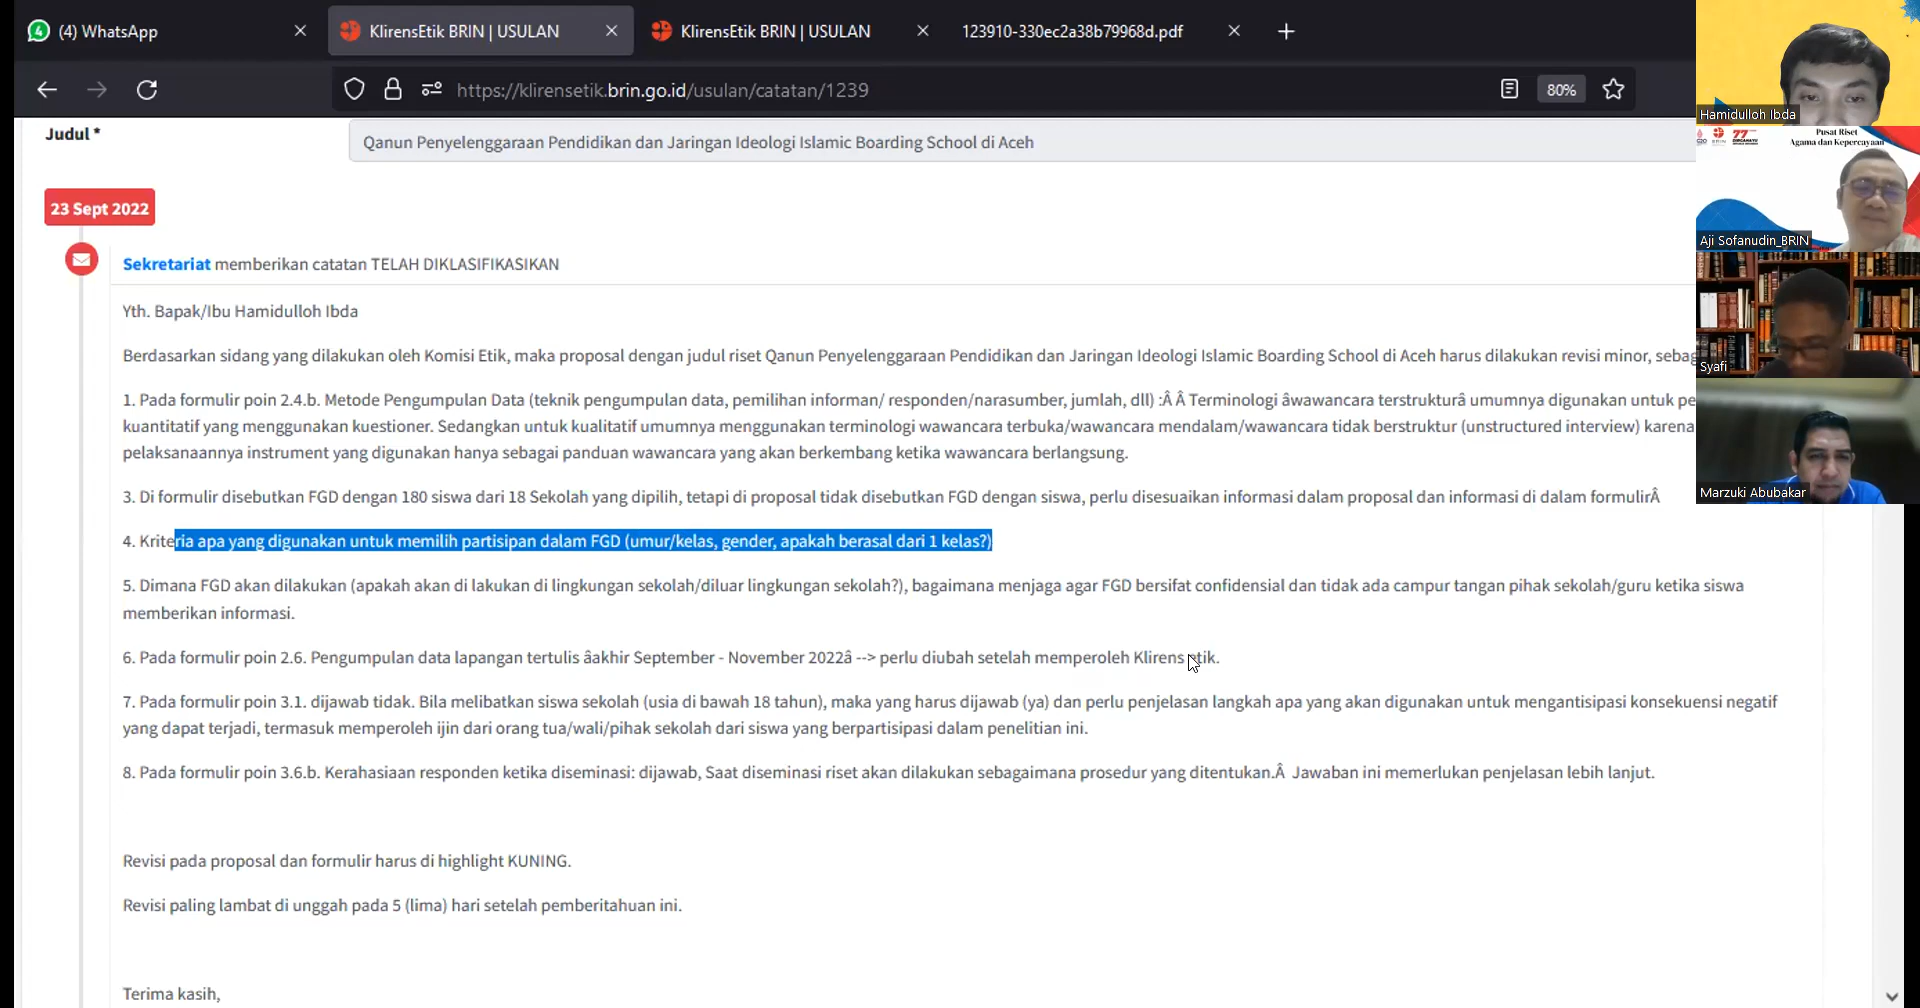 (4) WhatsApp
KlirensEtik BRIN | USULAN
KlirensEtik BRIN | USULAN
123910-330ec2a38b79968d.pdf
https://klirensetik.brin.go.id/usulan/catatan/1239
80%
Judul *
Qanun Penyelenggaraan Pendidikan dan Jaringan Ideologi Islamic Boarding School di Aceh
23 Sept 2022
Sekretariat memberikan catatan TELAH DIKLASIFIKASIKAN
Yth. Bapak/Ibu Hamidulloh Ibda
Berdasarkan sidang yang dilakukan oleh Komisi Etik, maka proposal dengan judul riset Qanun Penyelenggaraan Pendidikan dan Jaringan Ideologi Islamic Boarding School di Aceh harus dilakukan revisi minor, sebag
1. Pada formulir poin 2.4.b. Metode Pengumpulan Data (teknik pengumpulan data, pemilihan informan/ responden/narasumber, jumlah, dll) :Â Â Terminologi âwawancara terstrukturâ umumnya digunakan untuk pe
kuantitatif yang menggunakan kuestioner. Sedangkan untuk kualitatif umumnya menggunakan terminologi wawancara terbuka/wawancara mendalam/wawancara tidak berstruktur (unstructured interview) karena
pelaksanaannya instrument yang digunakan hanya sebagai panduan wawancara yang akan berkembang ketika wawancara berlangsung.
3. Di formulir disebutkan FGD dengan 180 siswa dari 18 Sekolah yang dipilih, tetapi di proposal tidak disebutkan FGD dengan siswa, perlu disesuaikan informasi dalam proposal dan informasi di dalam formulirÂ
4. Kriteria apa yang digunakan untuk memilih partisipan dalam FGD (umur/kelas, gender, apakah berasal dari 1 kelas?)
5. Dimana FGD akan dilakukan (apakah akan di lakukan di lingkungan sekolah/diluar lingkungan sekolah?), bagaimana menjaga agar FGD bersifat confidensial dan tidak ada campur tangan pihak sekolah/guru ketika siswa
memberikan informasi.
6. Pada formulir poin 2.6. Pengumpulan data lapangan tertulis âakhir September - November 2022â --> perlu diubah setelah memperoleh Klirens etik.
7. Pada formulir poin 3.1. dijawab tidak. Bila melibatkan siswa sekolah (usia di bawah 18 tahun), maka yang harus dijawab (ya) dan perlu penjelasan langkah apa yang akan digunakan untuk mengantisipasi konsekuensi negatif
yang dapat terjadi, termasuk memperoleh ijin dari orang tua/wali/pihak sekolah dari siswa yang berpartisipasi dalam penelitian ini.
8. Pada formulir poin 3.6.b. Kerahasiaan responden ketika diseminasi: dijawab, Saat diseminasi riset akan dilakukan sebagaimana prosedur yang ditentukan.Â Jawaban ini memerlukan penjelasan lebih lanjut.
Revisi pada proposal dan formulir harus di highlight KUNING.
Revisi paling lambat di unggah pada 5 (lima) hari setelah pemberitahuan ini.
Terima kasih,
Hamidulloh Ibda
Pusat Riset
Agama dan Kepercayaan
77
Aji Sofanudin_BRIN
Syafi
Marzuki Abubakar